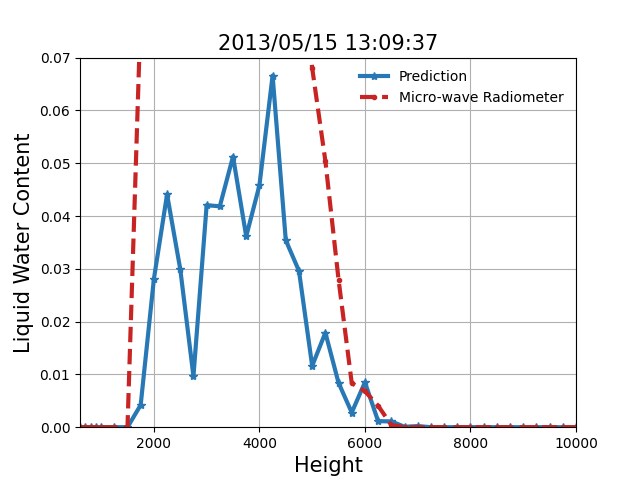 2013/05/15 13:09:37
Prediction
Micro-wave Radiometer
Liquid Water Content
0.07
0.06
0.05
0.04
0.03
0.02
0.01
0.00
2000 4000 6000 8000 10000
Height